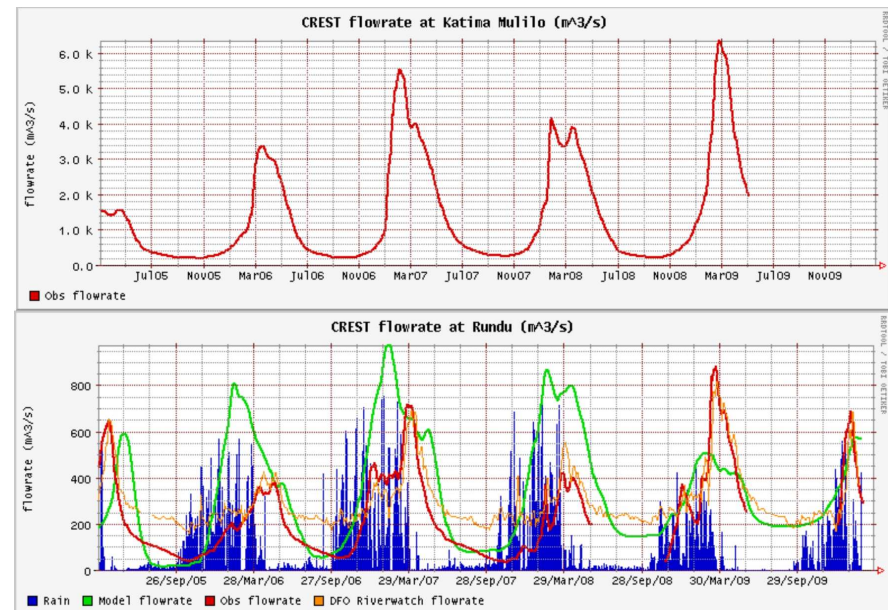 CREST flowrate at Katima Mulilo (m^3/s)
RRDTOOL / TOBI OETIKER
flowrate (m^3/s)
6.0 k
5.0 k
4.0 k
3.0 k
2.0 k
1.0 k
0.0
Jul05 Nov05 Mar06 Jul06 Nov06 Mar07 Jul07 Nov07 Mar08 Jul08 Nov08 Mar09 Jul09 Nov09
Obs flowrate
CREST flowrate at Rundu (m^3/s)
RRDTOOL / TOBI OETIKER
flowrate (m^3/s)
800
600
400
200
0
26/Sep/05 28/Mar/06 27/Sep/06 29/Mar/07 28/Sep/07 29/Mar/08 28/Sep/08 30/Mar/09 29/Sep/09
Rain Model flowrate Obs flowrate DFO Riverwatch flowrate